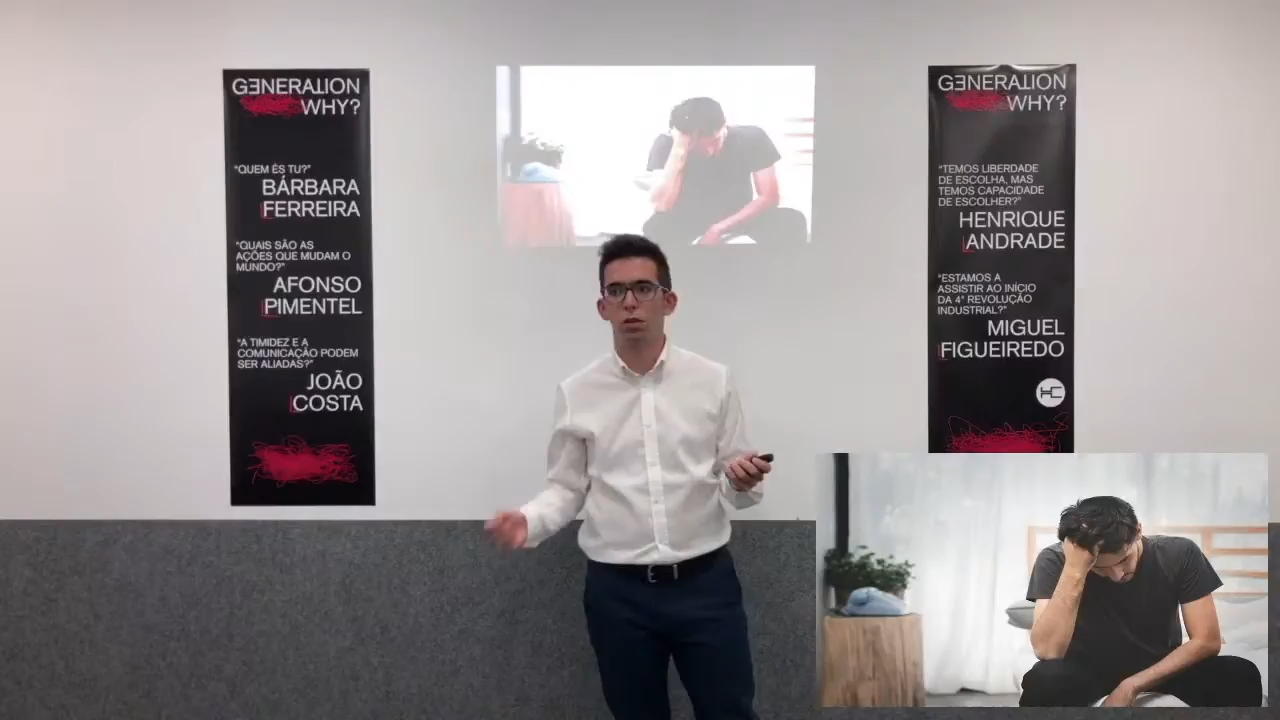 GENERATION
WHY?
"QUEM ÉS TU?"
BÁRBARA
FERREIRA
"QUAIS SÃO AS
AÇÕES QUE MUDAM O
MUNDO?"
AFONSO
PIMENTEL
"A TIMIDEZ E A
COMUNICAÇÃO PODEM
SER ALIADAS?"
JOÃO
COSTA
GENERATION
WHY?
"TEMOS LIBERDADE
DE ESCOLHA, MAS
TEMOS CAPACIDADE
DE ESCOLHER?"
HENRIQUE
ANDRADE
"ESTAMOS A
ASSISTIR AO INÍCIO
DA 4ª REVOLUÇÃO
INDUSTRIAL?"
MIGUEL
FIGUEIREDO